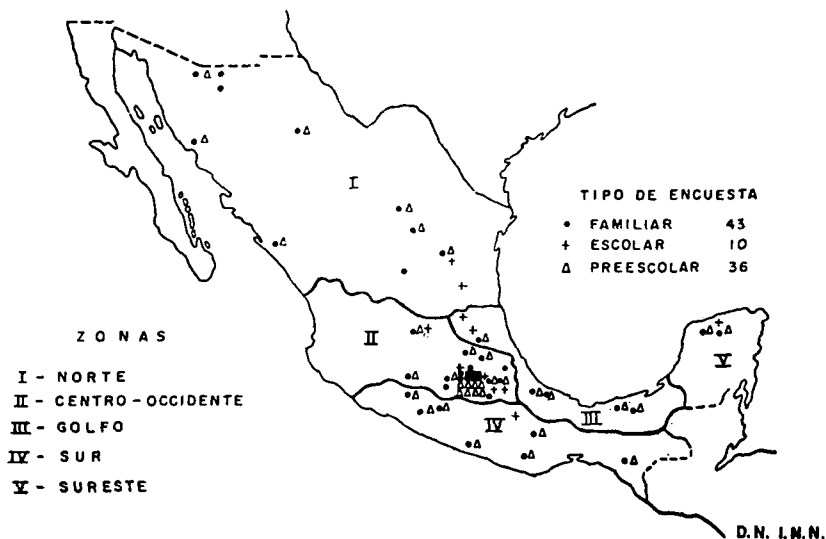 TIPO DE ENCUESTA
• FAMILIAR 43
+ ESCOLAR 10
Δ PREESCOLAR 36
I
II
III
IV
V
ZONAS
I - NORTE
II - CENTRO-OCCIDENTE
III - GOLFO
IV - SUR
V - SURESTE
D.N. I.N.N.